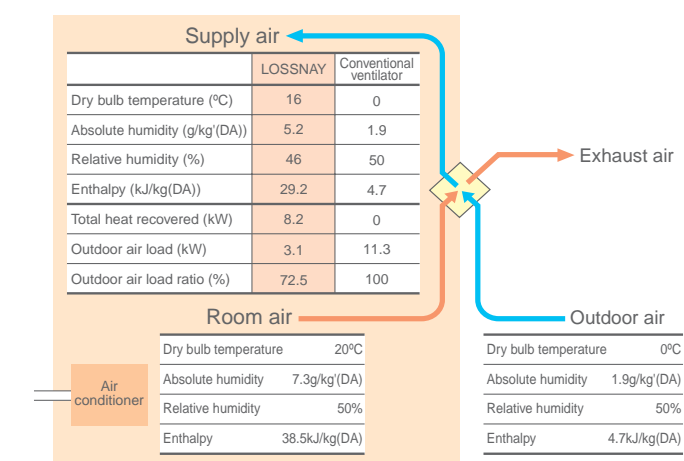 Supply air
LOSSNAY Conventional ventilator
Dry bulb temperature (ºC) 16 0
Absolute humidity (g/kg'(DA)) 5.2 1.9
Relative humidity (%) 46 50
Enthalpy (kJ/kg(DA)) 29.2 4.7
Total heat recovered (kW) 8.2 0
Outdoor air load (kW) 3.1 11.3
Outdoor air load ratio (%) 72.5 100
Exhaust air
Room air
Dry bulb temperature 20ºC
Absolute humidity 7.3g/kg'(DA)
Relative humidity 50%
Enthalpy 38.5kJ/kg(DA)
Air
conditioner
Outdoor air
Dry bulb temperature 0ºC
Absolute humidity 1.9g/kg'(DA)
Relative humidity 50%
Enthalpy 4.7kJ/kg(DA)